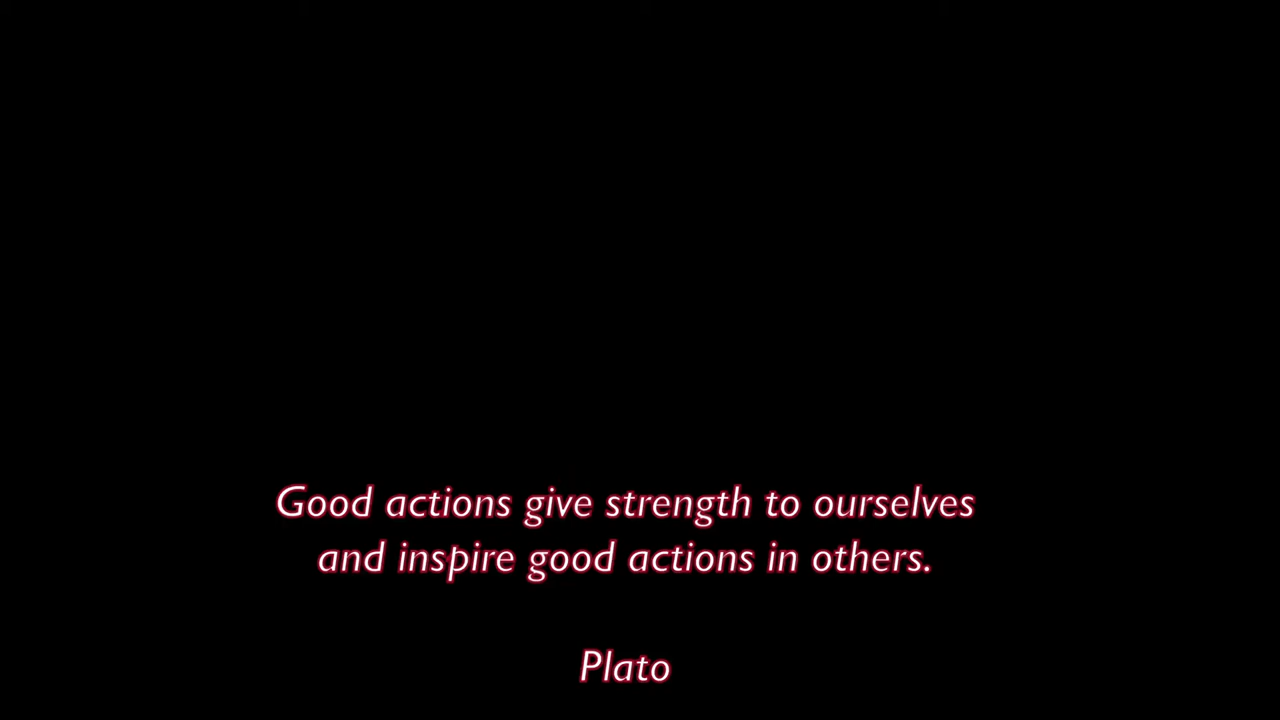 Good actions give strength to ourselves
and inspire good actions in others.
Plato